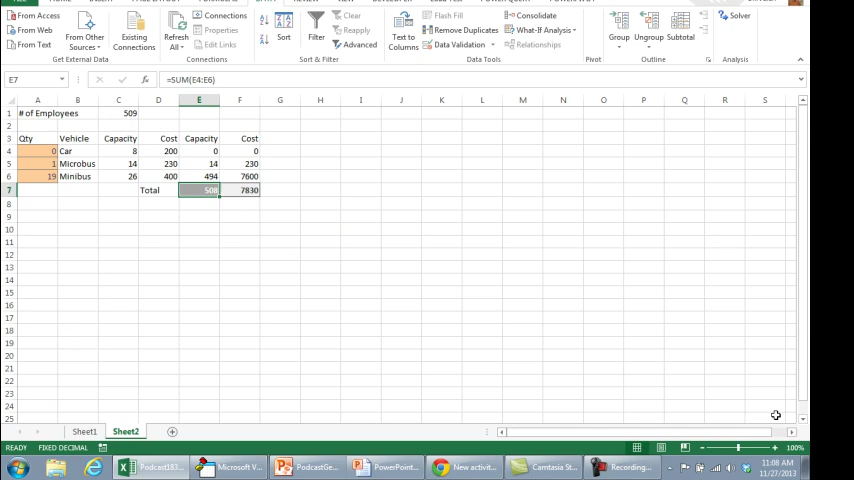 From Access
From Web
From Text
From Other
Sources
Existing
Connections
Get External Data
Refresh
All
Connections
Properties
Edit Links
Connections
Sort
Filter
Clear
Reapply
Advanced
Sort & Filter
Text to
Columns
Flash Fill
Remove Duplicates
Data Validation
Consolidate
What-If Analysis
Relationships
Data Tools
Pivot
Group
Ungroup
Subtotal
Outline
Solver
Analysis
E7 =SUM(E4:E6)
A B C D E F G H I J K L M N O P Q R S
1 # of Employees 509
2
3 Qty Vehicle Capacity Cost Capacity Cost
4 0 Car 8 200 0 0
5 1 Microbus 14 230 14 230
6 19 Minibus 26 400 494 7600
7 Total 508 7830
8
9
10
11
12
13
14
15
16
17
18
19
20
21
22
23
24
25
Sheet1 Sheet2
READY FIXED DECIMAL 100%
Podcast183... Microsoft V... PodcastGe... PowerPoint... New activit... Camtasia St... Recording...
11:08 AM
11/27/2013